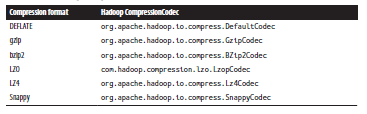 Compression format Hadoop CompressionCodec
DEFLATE org.apache.hadoop.io.compress.DefaultCodec
gzip org.apache.hadoop.io.compress.GzipCodec
bzip2 org.apache.hadoop.io.compress.BZip2Codec
LZO com.hadoop.compression.lzo.LzopCodec
LZ4 org.apache.hadoop.io.compress.Lz4Codec
Snappy org.apache.hadoop.io.compress.SnappyCodec